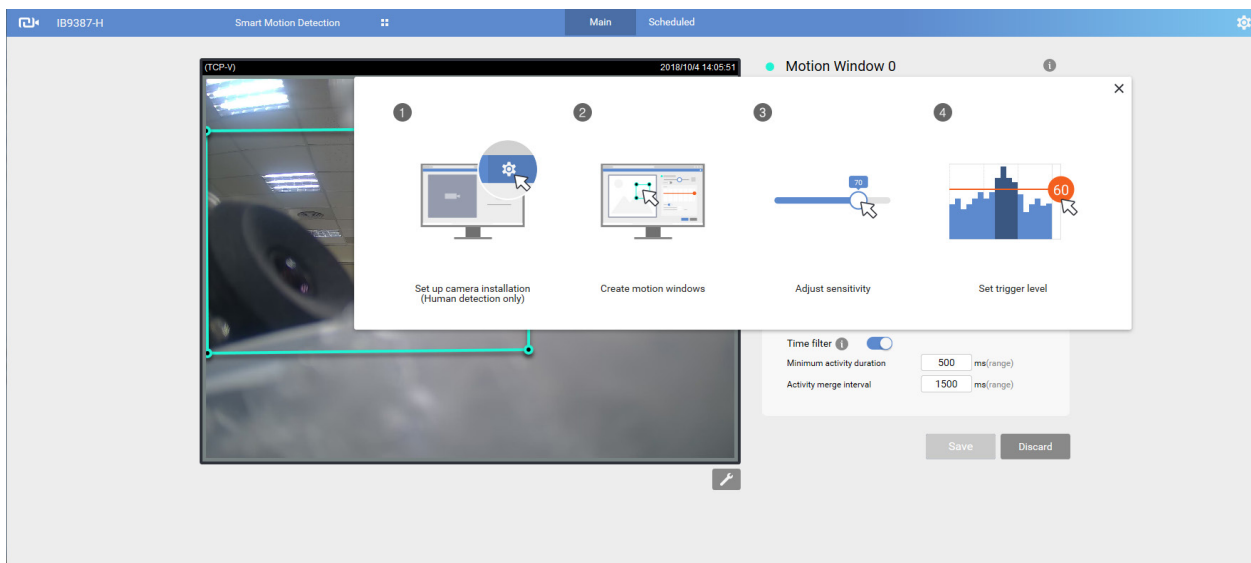 IB9387-H
Smart Motion Detection
Main
Scheduled
(TCP-V)
2018/10/4 14:05:51
Motion Window 0
1
2
3
4
70
60
Set up camera installation
(Human detection only)
Create motion windows
Adjust sensitivity
Set trigger level
Time filter
Minimum activity duration 500 ms(range)
Activity merge interval 1500 ms(range)
Save
Discard